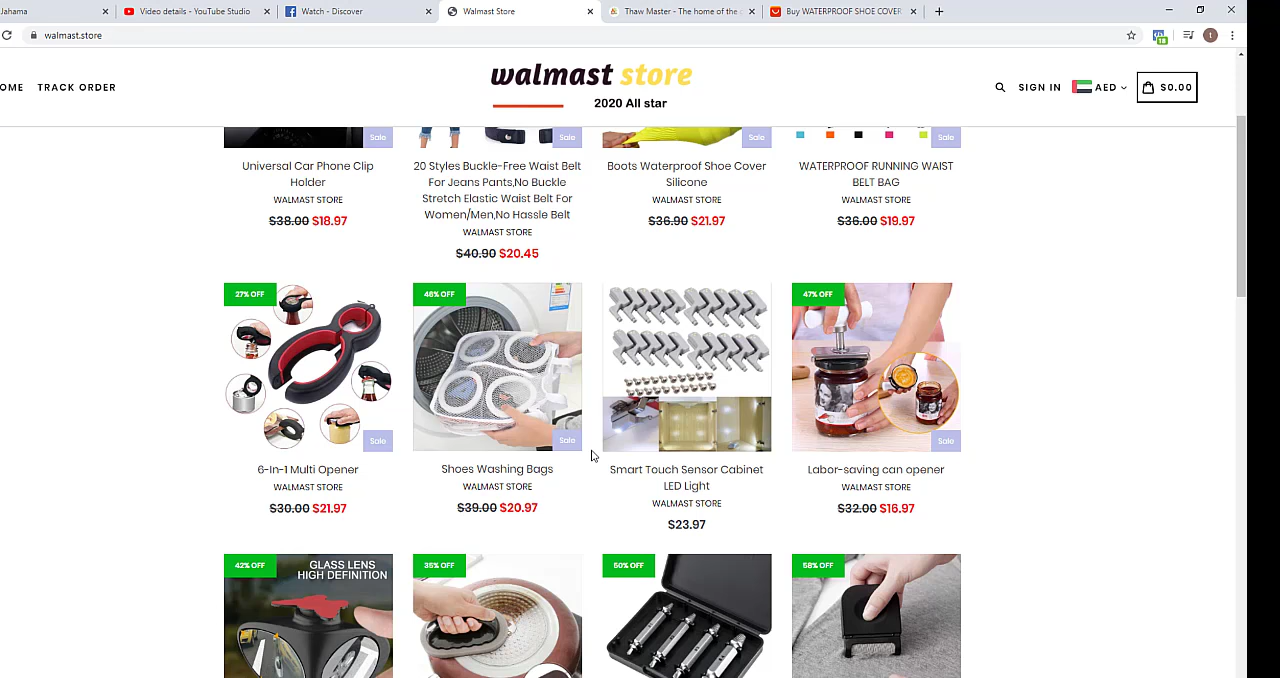 Jahama
Video details - YouTube Studio
Watch - Discover
Walmast Store
Thaw Master - The home of the
Buy WATERPROOF SHOE COVER
walmast.store
18
t
OME
TRACK ORDER
walmast store
2020 All star
SIGN IN
AED
$0.00
Sale
Sale
Sale
Sale
Universal Car Phone Clip
Holder
WALMAST STORE
$38.00 $18.97
20 Styles Buckle-Free Waist Belt
For Jeans Pants,No Buckle
Stretch Elastic Waist Belt For
Women/Men,No Hassle Belt
WALMAST STORE
$40.90 $20.45
Boots Waterproof Shoe Cover
Silicone
WALMAST STORE
$36.90 $21.97
WATERPROOF RUNNING WAIST
BELT BAG
WALMAST STORE
$36.00 $19.97
27% OFF
Sale
6-In-1 Multi Opener
WALMAST STORE
$30.00 $21.97
46% OFF
Sale
Shoes Washing Bags
WALMAST STORE
$39.00 $20.97
Smart Touch Sensor Cabinet
LED Light
WALMAST STORE
$23.97
47% OFF
Sale
Labor-saving can opener
WALMAST STORE
$32.00 $16.97
42% OFF
GLASS LENS
HIGH DEFINITION
35% OFF
50% OFF
58% OFF